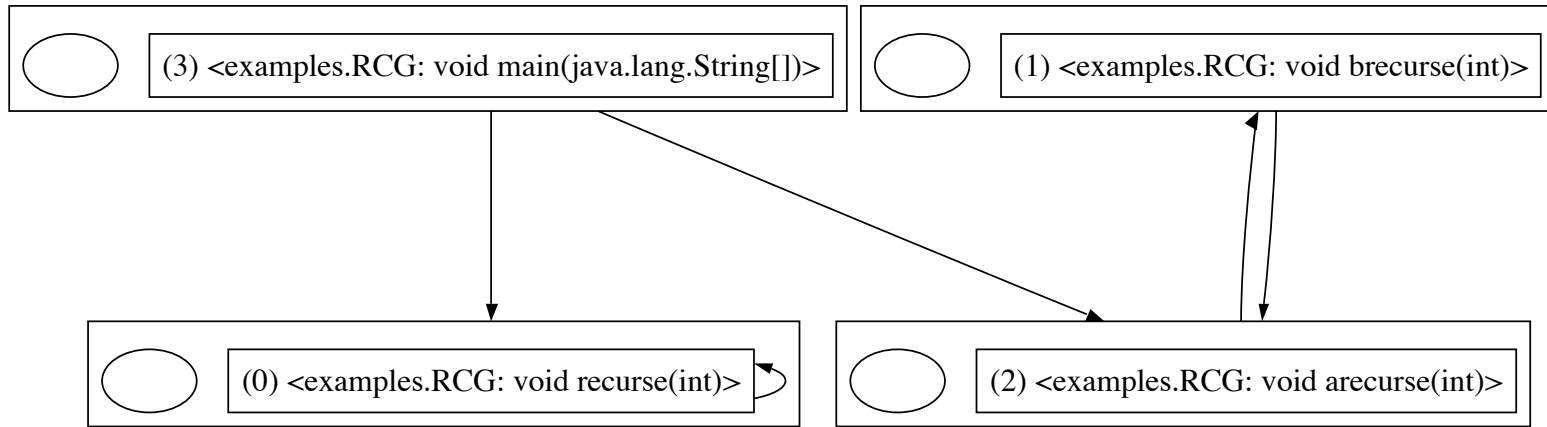 (3) <examples.RCG: void main(java.lang.String[])>
(1) <examples.RCG: void brecurse(int)>
(0) <examples.RCG: void recurse(int)>
(2) <examples.RCG: void arecurse(int)>